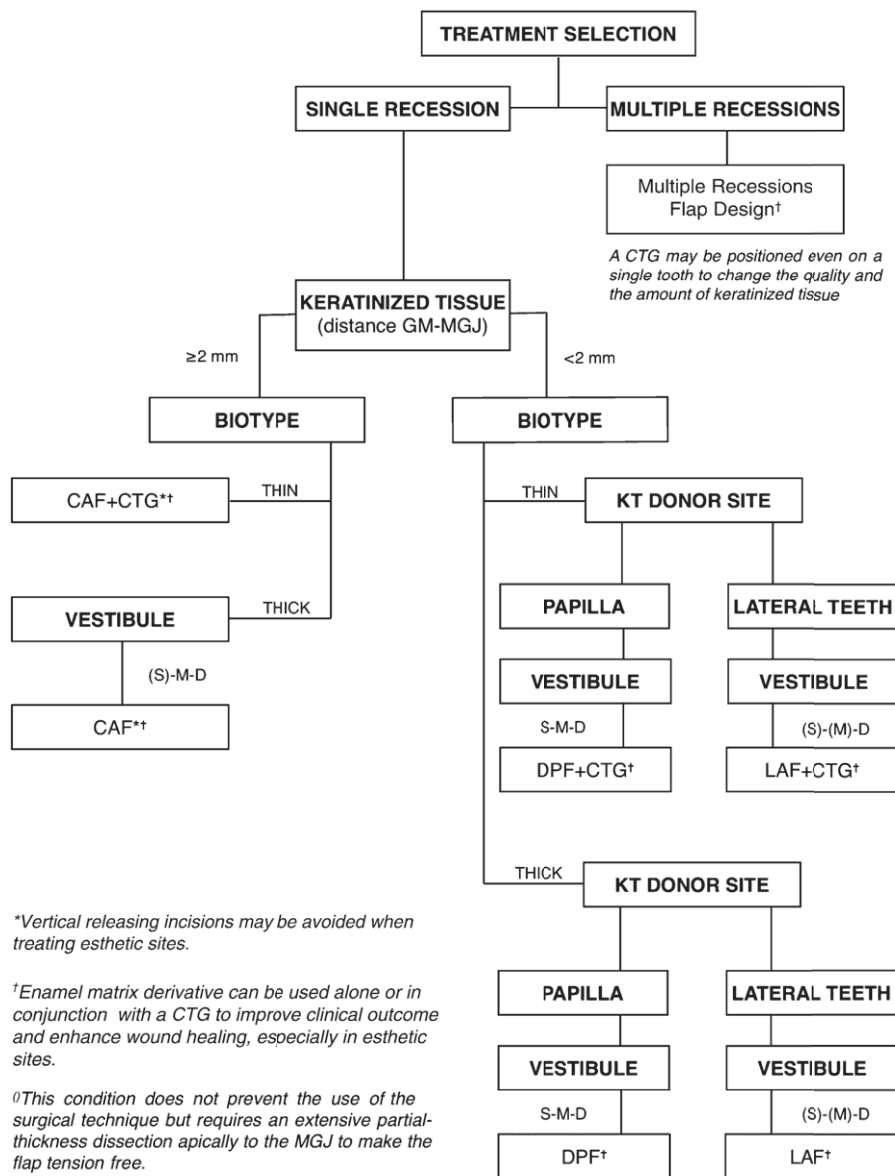 TREATMENT SELECTION
SINGLE RECESSION
MULTIPLE RECESSIONS
Multiple Recessions
Flap Design†
A CTG may be positioned even on a
single tooth to change the quality and
the amount of keratinized tissue
KERATINIZED TISSUE
(distance GM-MGJ)
≥2 mm
<2 mm
BIOTYPE
BIOTYPE
CAF+CTG*†
THIN
THIN
KT DONOR SITE
VESTIBULE
THICK
PAPILLA
LATERAL TEETH
(S)-M-D
VESTIBULE
VESTIBULE
CAF*†
S-M-D
(S)-(M)-D
DPF+CTG†
LAF+CTG†
THICK
KT DONOR SITE
PAPILLA
LATERAL TEETH
VESTIBULE
VESTIBULE
S-M-D
(S)-(M)-D
DPF†
LAF†
*Vertical releasing incisions may be avoided when
treating esthetic sites.
†Enamel matrix derivative can be used alone or in
conjunction with a CTG to improve clinical outcome
and enhance wound healing, especially in esthetic
sites.
()This condition does not prevent the use of the
surgical technique but requires an extensive partial-
thickness dissection apically to the MGJ to make the
flap tension free.